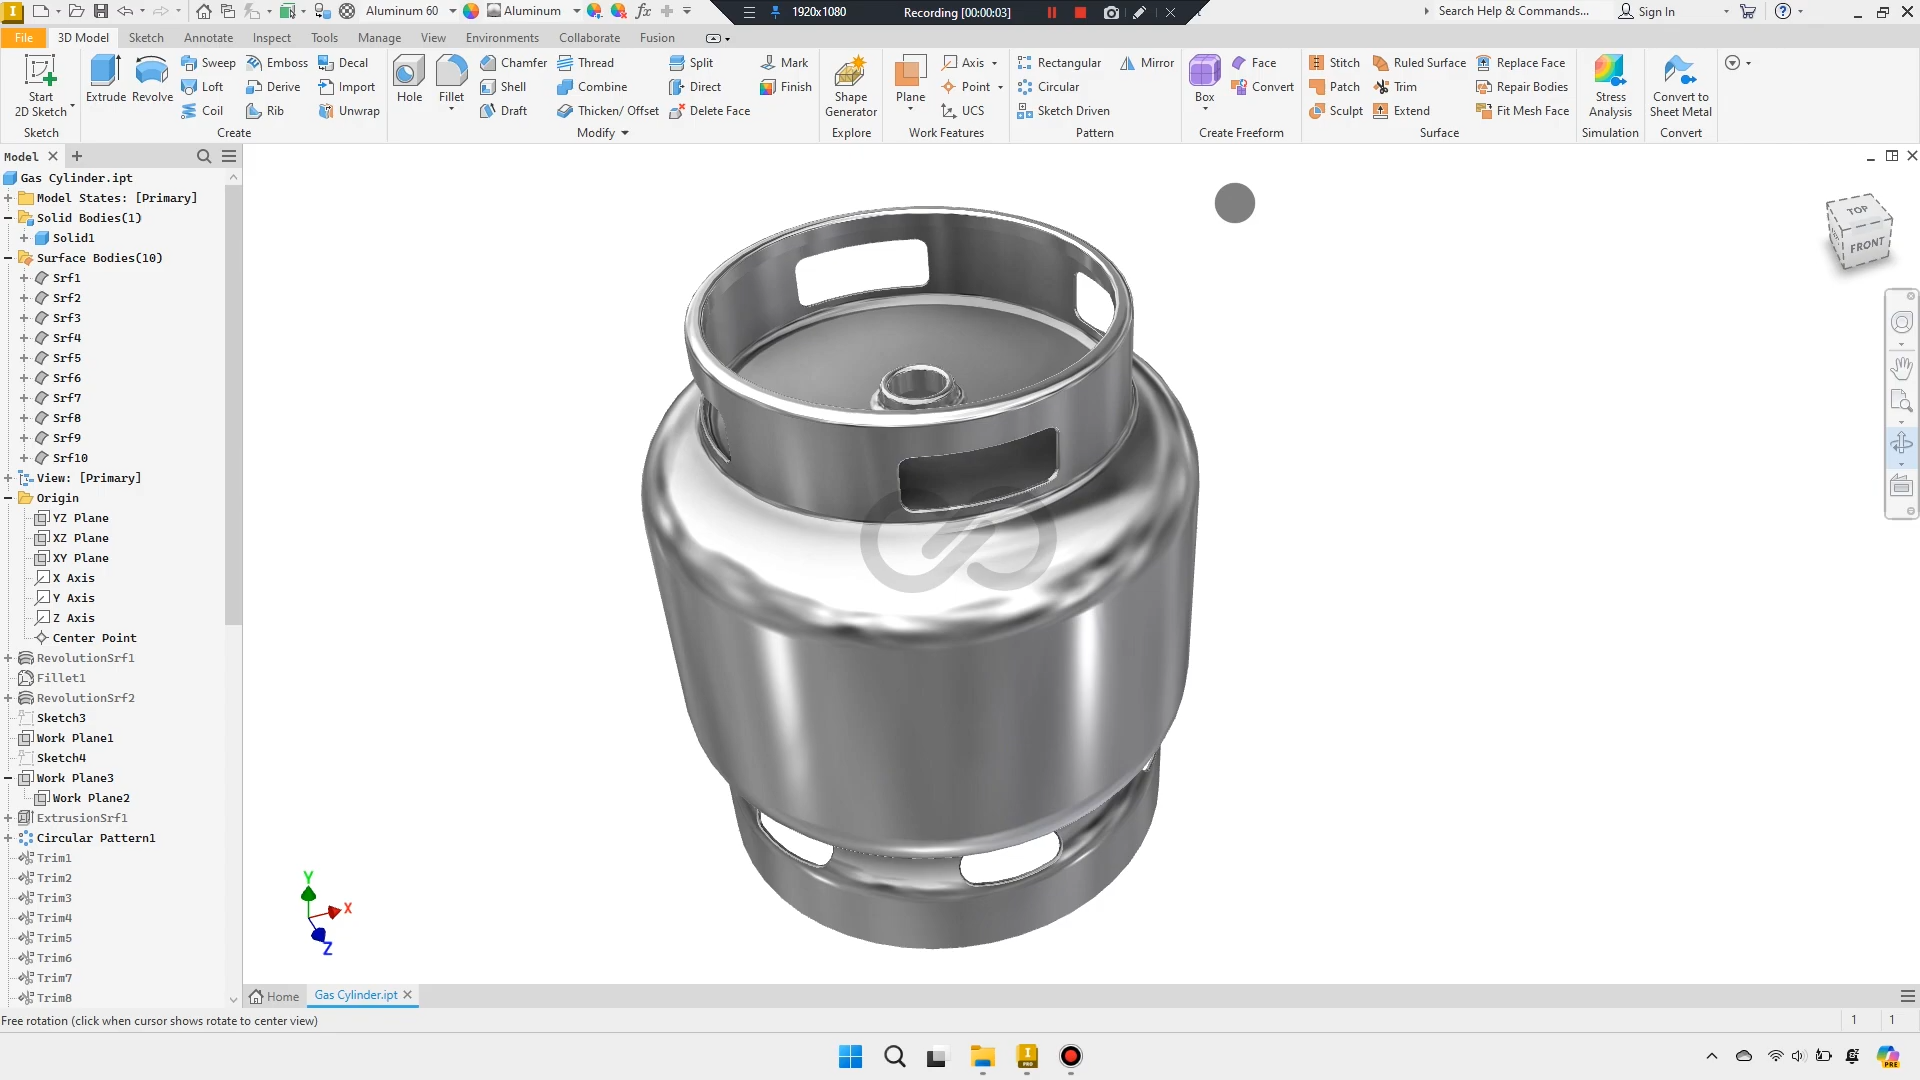 Aluminum 60
Aluminum
1920x1080
Recording [00:00:03]
Search Help & Commands...
Sign In
File
3D Model
Sketch
Annotate
Inspect
Tools
Manage
View
Environments
Collaborate
Fusion
Start
2D Sketch
Sketch
Extrude
Revolve
Sweep
Loft
Coil
Emboss
Derive
Rib
Decal
Import
Unwrap
Create
Hole
Fillet
Chamfer
Shell
Draft
Thread
Combine
Thicken/ Offset
Split
Direct
Delete Face
Modify
Mark
Finish
Shape
Generator
Explore
Plane
Axis
Point
UCS
Work Features
Rectangular
Circular
Sketch Driven
Mirror
Pattern
Box
Face
Convert
Create Freeform
Stitch
Patch
Sculpt
Ruled Surface
Trim
Extend
Replace Face
Repair Bodies
Fit Mesh Face
Surface
Stress
Analysis
Simulation
Convert to
Sheet Metal
Convert
Model
Gas Cylinder.ipt
Model States: [Primary]
Solid Bodies(1)
Solid1
Surface Bodies(10)
Srf1
Srf2
Srf3
Srf4
Srf5
Srf6
Srf7
Srf8
Srf9
Srf10
View: [Primary]
Origin
YZ Plane
XZ Plane
XY Plane
X Axis
Y Axis
Z Axis
Center Point
RevolutionSrf1
Fillet1
RevolutionSrf2
Sketch3
Work Plane1
Sketch4
Work Plane3
Work Plane2
ExtrusionSrf1
Circular Pattern1
Trim1
Trim2
Trim3
Trim4
Trim5
Trim6
Trim7
Trim8
TOP
FRONT
Y
X
Z
Home
Gas Cylinder.ipt
Free rotation (click when cursor shows rotate to center view)
1
1